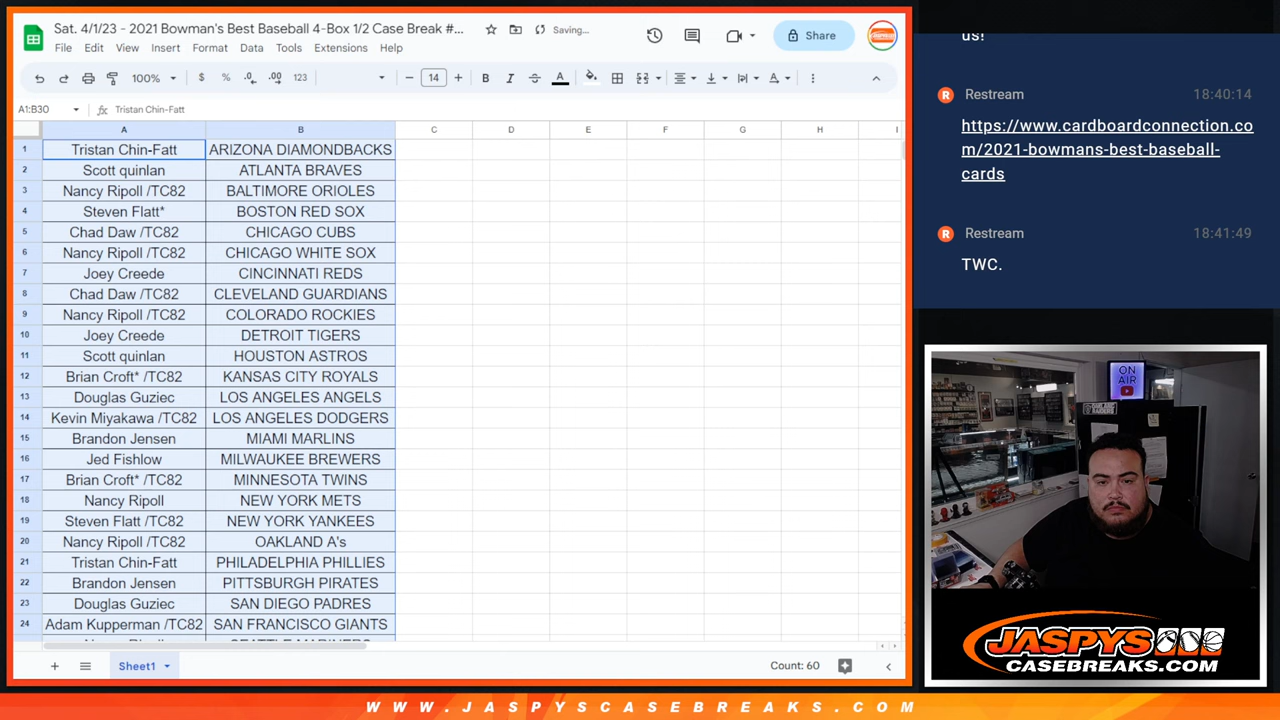 Sat. 4/1/23 - 2021 Bowman's Best Baseball 4-Box 1/2 Case Break #...
Saving...
Share
File Edit View Insert Format Data Tools Extensions Help
100% $ % .0 .00 123 14 B I S A
A1:B30 fx Tristan Chin-Fatt
A B C D E F G H I
1 Tristan Chin-Fatt ARIZONA DIAMONDBACKS
2 Scott quinlan ATLANTA BRAVES
3 Nancy Ripoll /TC82 BALTIMORE ORIOLES
4 Steven Flatt* BOSTON RED SOX
5 Chad Daw /TC82 CHICAGO CUBS
6 Nancy Ripoll /TC82 CHICAGO WHITE SOX
7 Joey Creede CINCINNATI REDS
8 Chad Daw /TC82 CLEVELAND GUARDIANS
9 Nancy Ripoll /TC82 COLORADO ROCKIES
10 Joey Creede DETROIT TIGERS
11 Scott quinlan HOUSTON ASTROS
12 Brian Croft* /TC82 KANSAS CITY ROYALS
13 Douglas Guziec LOS ANGELES ANGELS
14 Kevin Miyakawa /TC82 LOS ANGELES DODGERS
15 Brandon Jensen MIAMI MARLINS
16 Jed Fishlow MILWAUKEE BREWERS
17 Brian Croft* /TC82 MINNESOTA TWINS
18 Nancy Ripoll NEW YORK METS
19 Steven Flatt /TC82 NEW YORK YANKEES
20 Nancy Ripoll /TC82 OAKLAND A's
21 Tristan Chin-Fatt PHILADELPHIA PHILLIES
22 Brandon Jensen PITTSBURGH PIRATES
23 Douglas Guziec SAN DIEGO PADRES
24 Adam Kupperman /TC82 SAN FRANCISCO GIANTS
SEATTLE MARINERS
Sheet1
Count: 60
us!
Restream 18:40:14
https://www.cardboardconnection.co
m/2021-bowmans-best-baseball-
cards
Restream 18:41:49
TWC.
ON
AIR
JASPYS
CASEBREAKS.COM
WWW.JASPYSCASEBREAKS.COM